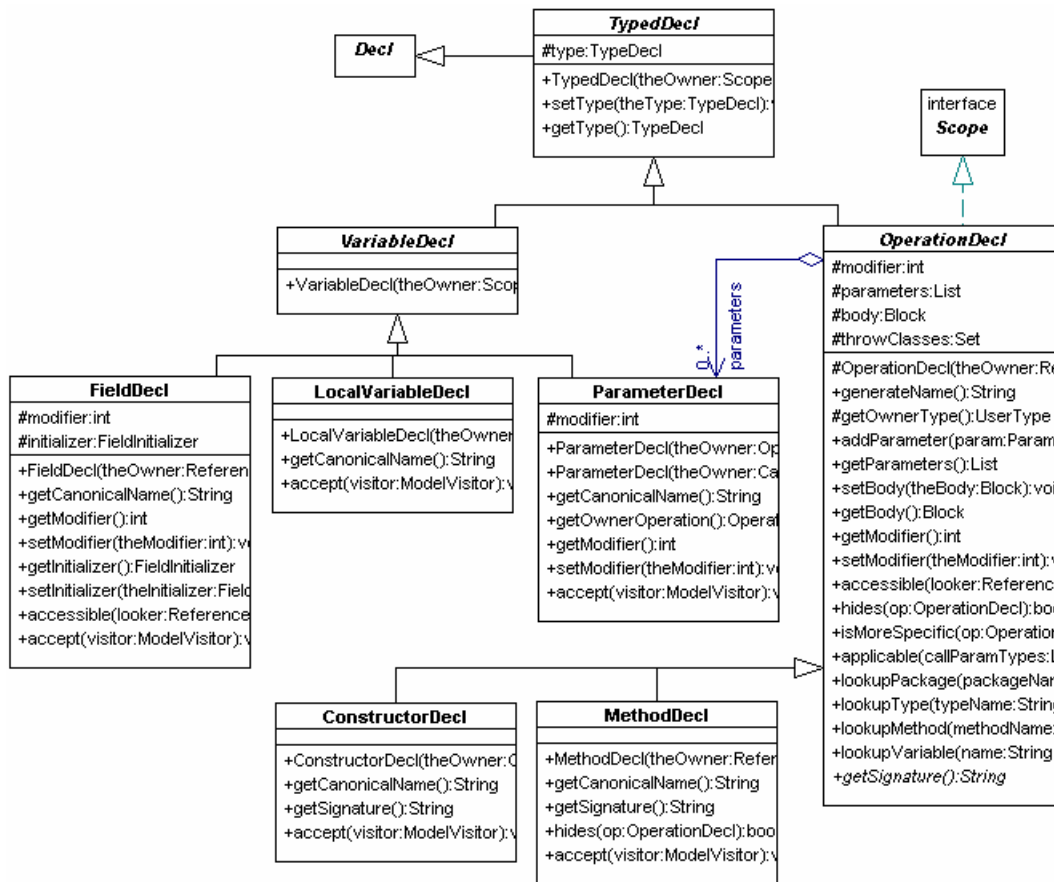 TypedDecl
#type:TypeDecl
+TypedDecl(theOwner:Scope
+setType(theType:TypeDecl):
+getType():TypeDecl
Decl
interface
Scope
VariableDecl
+VariableDecl(theOwner:Scop
OperationDecl
#modifier:int
#parameters:List
#body:Block
#throwClasses:Set
#OperationDecl(theOwner:Re
+generateName():String
#getOwnerType():UserType
+addParameter(param:Param
+getParameters():List
+setBody(theBody:Block):voi
+getBody():Block
+getModifier():int
+setModifier(theModifier:int):v
+accessible(looker:Reference
+hides(op:OperationDecl):boo
+isMoreSpecific(op:Operation
+applicable(callParamTypes:L
+lookupPackage(packageNar
+lookupType(typeName:String
+lookupMethod(methodName:
+lookupVariable(name:String
+getSignature():String
0..*
parameters
FieldDecl
#modifier:int
#initializer:FieldInitializer
+FieldDecl(theOwner:Referen
+getCanonicalName():String
+getModifier():int
+setModifier(theModifier:int):vo
+getInitializer():FieldInitializer
+setInitializer(theInitializer:Field
+accessible(looker:Reference
+accept(visitor:ModelVisitor):v
LocalVariableDecl
+LocalVariableDecl(theOwner
+getCanonicalName():String
+accept(visitor:ModelVisitor):v
ParameterDecl
#modifier:int
+ParameterDecl(theOwner:Op
+ParameterDecl(theOwner:Ca
+getCanonicalName():String
+getOwnerOperation():Operat
+getModifier():int
+setModifier(theModifier:int):vo
+accept(visitor:ModelVisitor):v
ConstructorDecl
+ConstructorDecl(theOwner:C
+getCanonicalName():String
+getSignature():String
+accept(visitor:ModelVisitor):v
MethodDecl
+MethodDecl(theOwner:Refer
+getCanonicalName():String
+getSignature():String
+hides(op:OperationDecl):boo
+accept(visitor:ModelVisitor):v